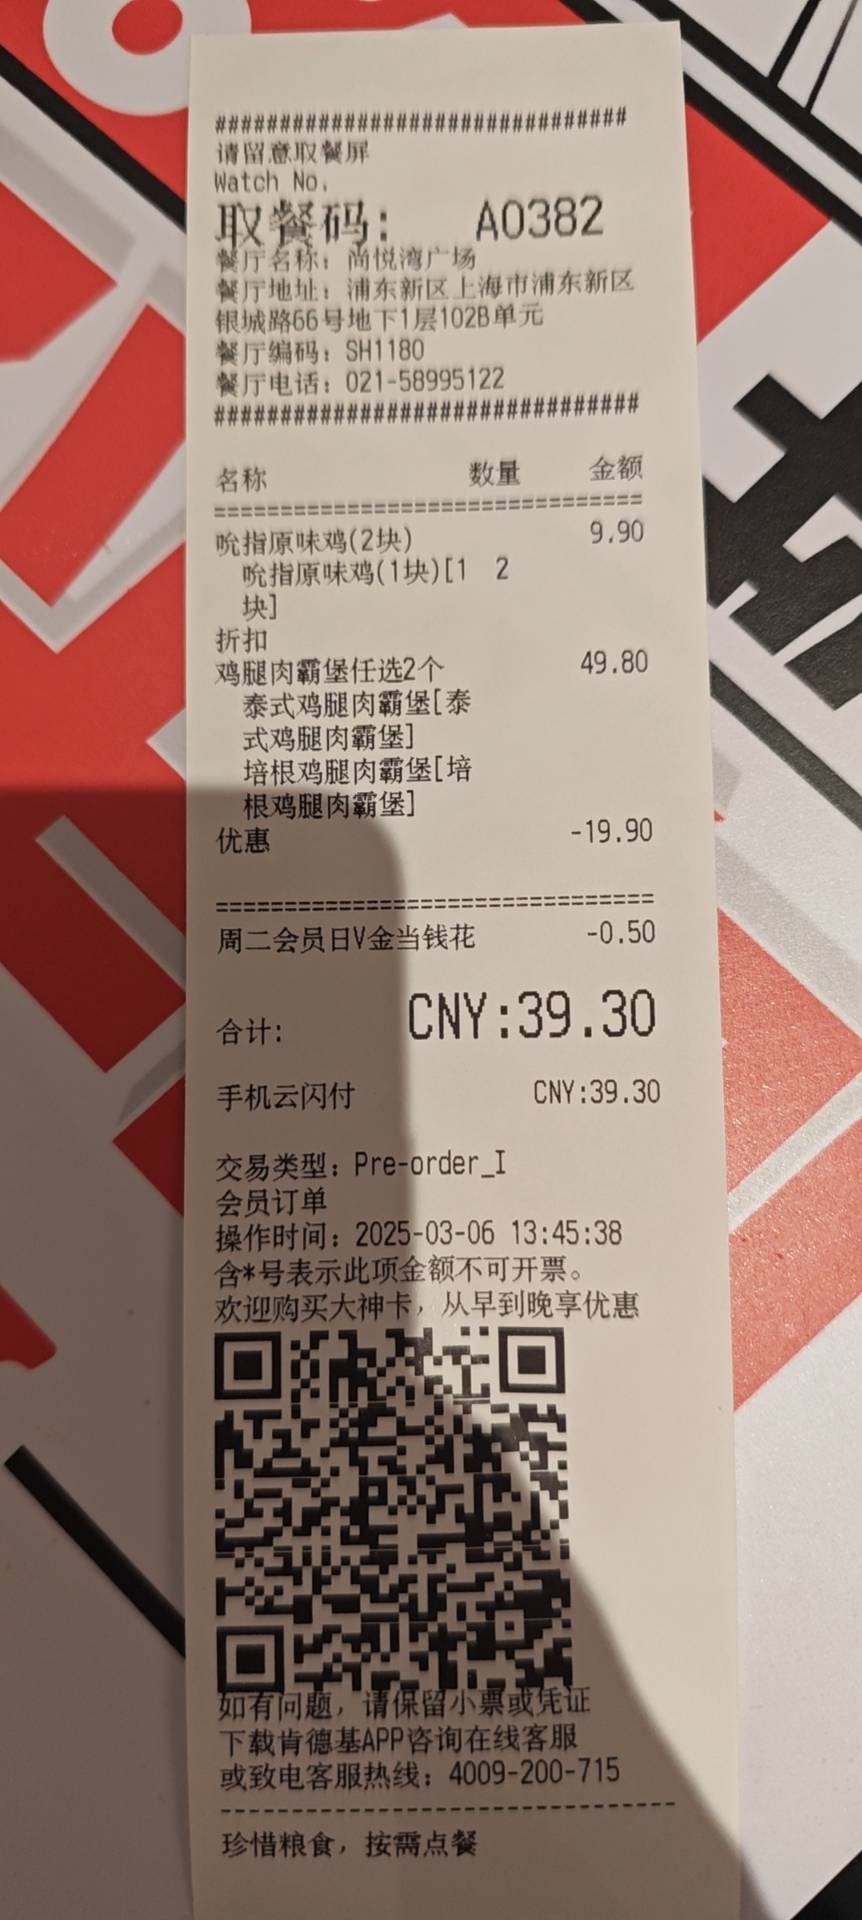 ################################
请留意取餐屏
Watch No.
取餐码： A0382
餐厅名称：尚悦湾广场
餐厅地址：浦东新区上海市浦东新区
银城路66号地下1层102B单元
餐厅编码：SH1180
餐厅电话：021-58995122
################################
名称 数量 金额
================================
吮指原味鸡(2块) 9.90
吮指原味鸡(1块)[1 2
块]
折扣
鸡腿肉霸堡任选2个 49.80
泰式鸡腿肉霸堡[泰
式鸡腿肉霸堡]
培根鸡腿肉霸堡[培
根鸡腿肉霸堡]
优惠 -19.90
================================
周二会员日V金当钱花 -0.50
合计: CNY:39.30
手机云闪付 CNY:39.30
交易类型：Pre-order_I
会员订单
操作时间：2025-03-06 13:45:38
含*号表示此项金额不可开票。
欢迎购买大神卡，从早到晚享优惠
如有问题，请保留小票或凭证
下载肯德基APP咨询在线客服
或致电客服热线：4009-200-715
--------------------------------
珍惜粮食，按需点餐